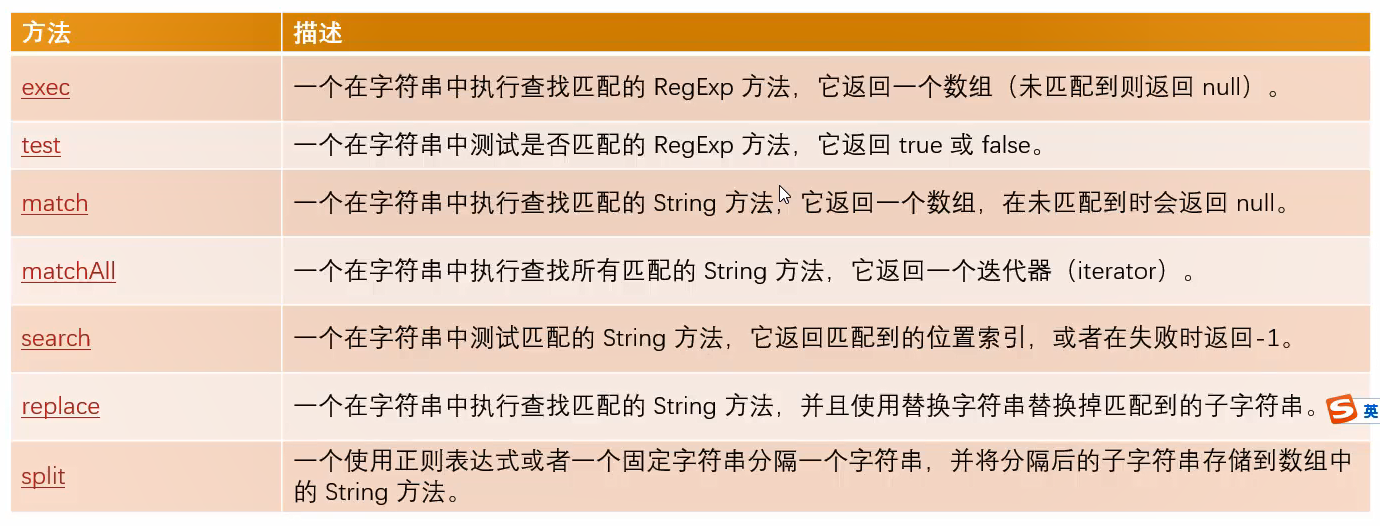 方法 描述
exec 一个在字符串中执行查找匹配的 RegExp 方法，它返回一个数组（未匹配到则返回 null）。
test 一个在字符串中测试是否匹配的 RegExp 方法，它返回 true 或 false。
match 一个在字符串中执行查找匹配的 String 方法，它返回一个数组，在未匹配到时会返回 null。
matchAll 一个在字符串中执行查找所有匹配的 String 方法，它返回一个迭代器（iterator）。
search 一个在字符串中测试匹配的 String 方法，它返回匹配到的位置索引，或者在失败时返回-1。
replace 一个在字符串中执行查找匹配的 String 方法，并且使用替换字符串替换掉匹配到的子字符串。
S 英
split 一个使用正则表达式或者一个固定字符串分隔一个字符串，并将分隔后的子字符串存储到数组中
的 String 方法。